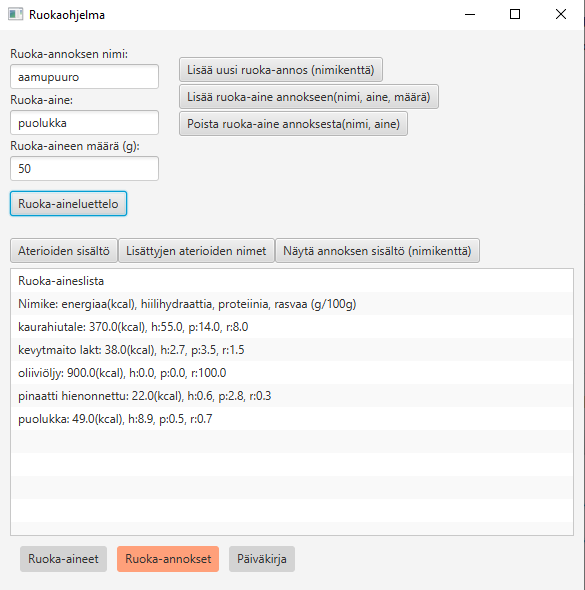 Ruokaohjelma
Ruoka-annoksen nimi:
aamupuuro
Ruoka-aine:
puolukka
Ruoka-aineen määrä (g):
50
Ruoka-aineluettelo
Lisää uusi ruoka-annos (nimikenttä)
Lisää ruoka-aine annokseen(nimi, aine, määrä)
Poista ruoka-aine annoksesta(nimi, aine)
Aterioiden sisältö
Lisättyjen aterioiden nimet
Näytä annoksen sisältö (nimikenttä)
Ruoka-aineslista
Nimike: energiaa(kcal), hiilihydraattia, proteiinia, rasvaa (g/100g)
kaurahiutale: 370.0(kcal), h:55.0, p:14.0, r:8.0
kevytmaito lakt: 38.0(kcal), h:2.7, p:3.5, r:1.5
oliiviöljy: 900.0(kcal), h:0.0, p:0.0, r:100.0
pinaatti hienonnettu: 22.0(kcal), h:0.6, p:2.8, r:0.3
puolukka: 49.0(kcal), h:8.9, p:0.5, r:0.7
Ruoka-aineet
Ruoka-annokset
Päiväkirja